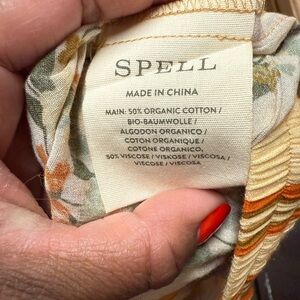 SPELL
MADE IN CHINA
MAIN: 50% ORGANIC COTTON /
BIO-BAUMWOLLE /
ALGODON ORGANICO /
COTON ORGANIQUE /
COTONE ORGANICO,
50% VISCOSE / VISKOSE / VISCOSA /
VISCOSE / VISCOSA